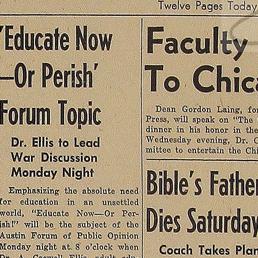 Twelve Pages Today
'Educate Now
—Or Perish'
Forum Topic
Dr. Ellis to Lead
War Discussion
Monday Night
Emphasizing the absolute need
for education in an unsettled
world, "Educate Now—Or Per-
ish!" will be the subject of the
Austin Forum of Public Opinion
Monday night at 8 o'clock when
Dr. A. Caswell Ellis
Faculty
To Chica
Dean Gordon Laing, for
Press, will speak on "The
dinner in his honor in the
Wednesday evening, Dr. C
mittee to entertain the Chi
Bible's Father
Dies Saturday
Coach Takes Plan